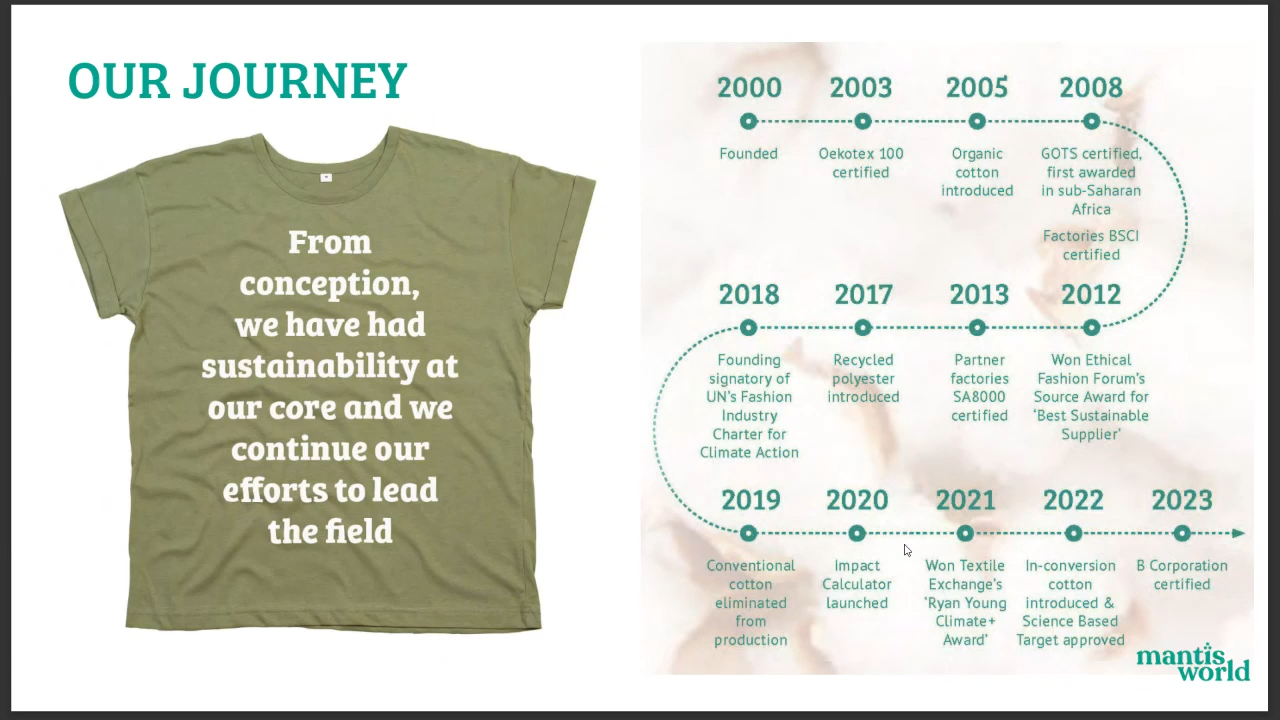 OUR JOURNEY
From
conception,
we have had
sustainability at
our core and we
continue our
efforts to lead
the field
2000
Founded
2003
Oekotex 100
certified
2005
Organic
cotton
introduced
2008
GOTS certified,
first awarded
in sub-Saharan
Africa
Factories BSCI
certified
2012
Won Ethical
Fashion Forum's
Source Award for
'Best Sustainable
Supplier'
2013
Partner
factories
SA8000
certified
2017
Recycled
polyester
introduced
2018
Founding
signatory of
UN's Fashion
Industry
Charter for
Climate Action
2019
Conventional
cotton
eliminated
from
production
2020
Impact
Calculator
launched
2021
Won Textile
Exchange's
'Ryan Young
Climate+
Award'
2022
In-conversion
cotton
introduced &
Science Based
Target approved
2023
B Corporation
certified
mantis
world